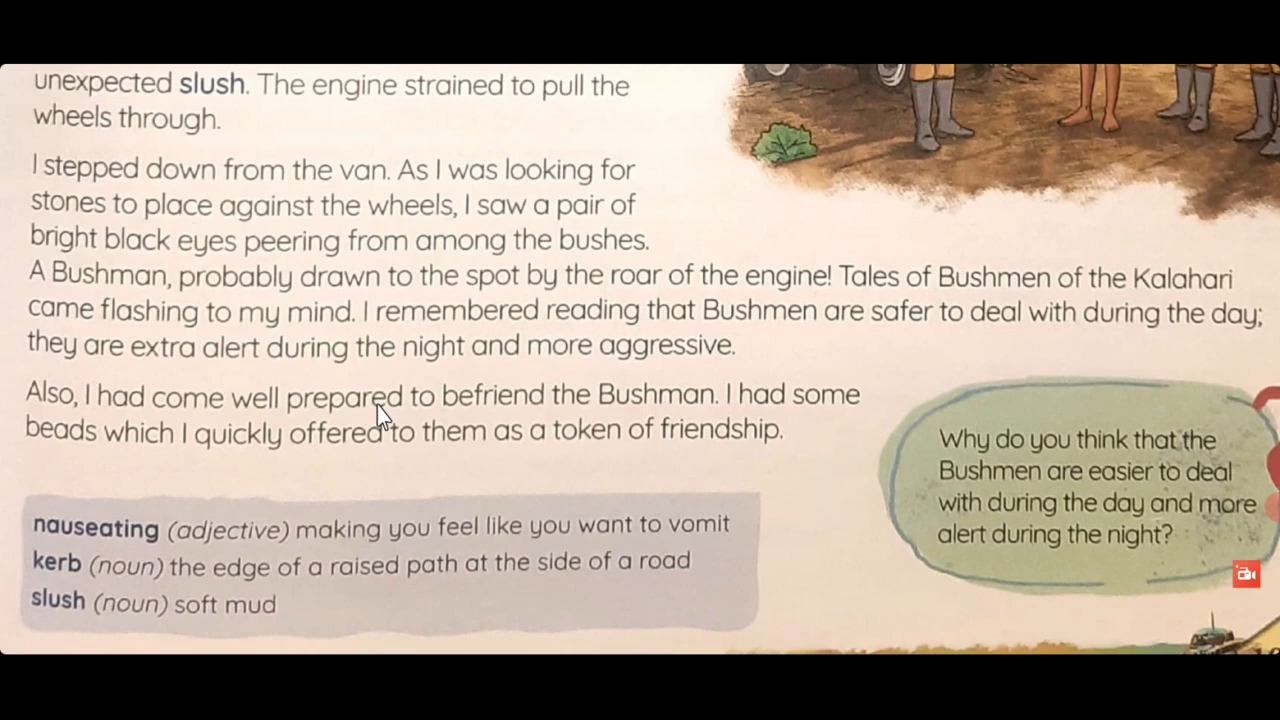 unexpected slush. The engine strained to pull the
wheels through.
I stepped down from the van. As I was looking for
stones to place against the wheels, I saw a pair of
bright black eyes peering from among the bushes.
A Bushman, probably drawn to the spot by the roar of the engine! Tales of Bushmen of the Kalahari
came flashing to my mind. I remembered reading that Bushmen are safer to deal with during the day;
they are extra alert during the night and more aggressive.
Also, I had come well prepared to befriend the Bushman. I had some
beads which I quickly offered to them as a token of friendship.
Why do you think that the
Bushmen are easier to deal
with during the day and more
alert during the night?
nauseating (adjective) making you feel like you want to vomit
kerb (noun) the edge of a raised path at the side of a road
slush (noun) soft mud